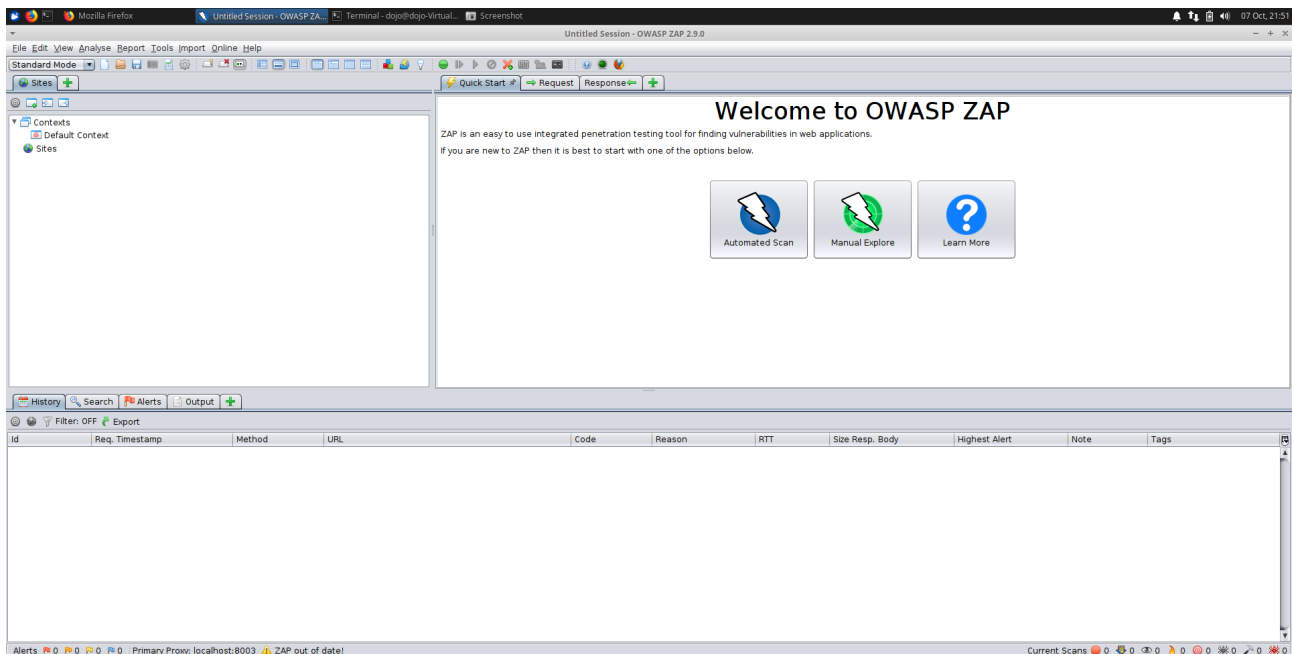 Mozilla Firefox
Untitled Session - OWASP ZA...
Terminal - dojo@dojo-Virtual...
Screenshot
07 Oct, 21:51
Untitled Session - OWASP ZAP 2.9.0
File Edit View Analyse Report Tools Import Online Help
Standard Mode
Sites
Quick Start
Request
Response
Contexts
Default Context
Sites
Welcome to OWASP ZAP
ZAP is an easy to use integrated penetration testing tool for finding vulnerabilities in web applications.
If you are new to ZAP then it is best to start with one of the options below.
Automated Scan
Manual Explore
Learn More
History
Search
Alerts
Output
Filter: OFF
Export
Id
Req. Timestamp
Method
URL
Code
Reason
RTT
Size Resp. Body
Highest Alert
Note
Tags
Alerts 0 0 0 0 Primary Proxy: localhost:8003 ZAP out of date!
Current Scans 0 0 0 0 0 0 0 0